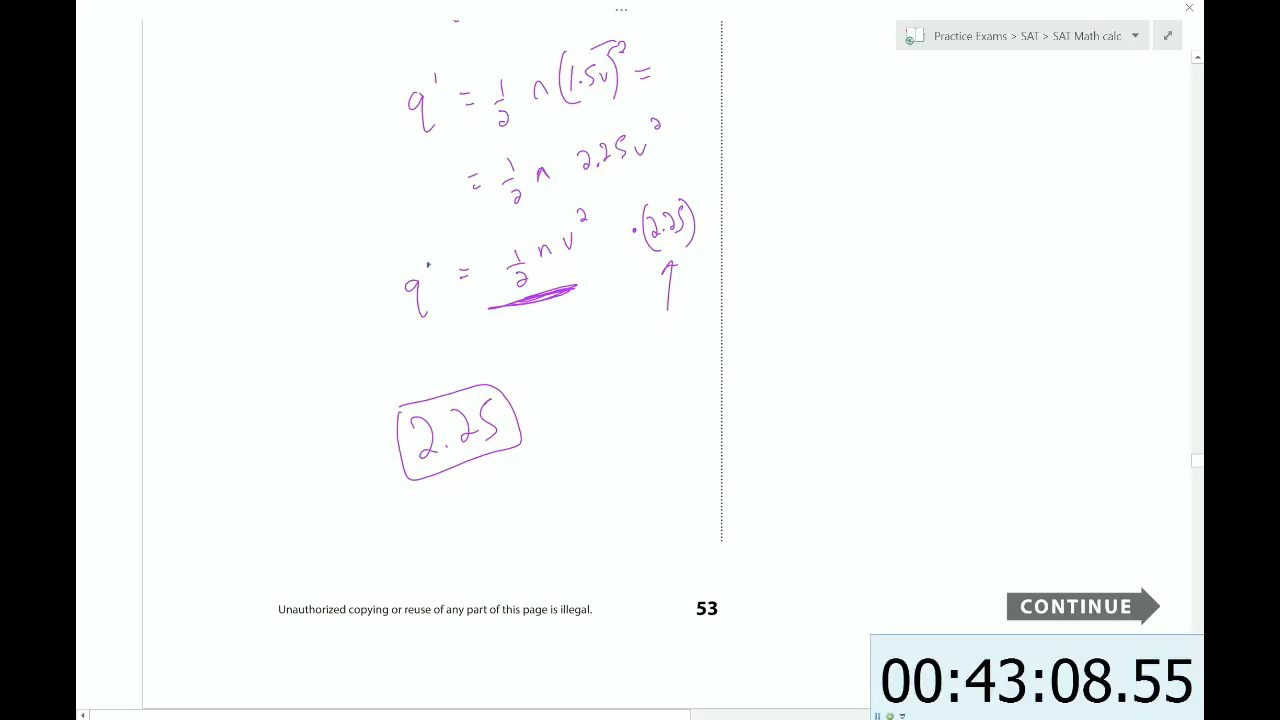 ...
Practice Exams > SAT > SAT Math calc
q' = 1/2 n (1.5v)² =
= 1/2 n 2.25v²
q' = 1/2 n v² · (2.25)
2.25
Unauthorized copying or reuse of any part of this page is illegal.
53
CONTINUE
00:43:08.55